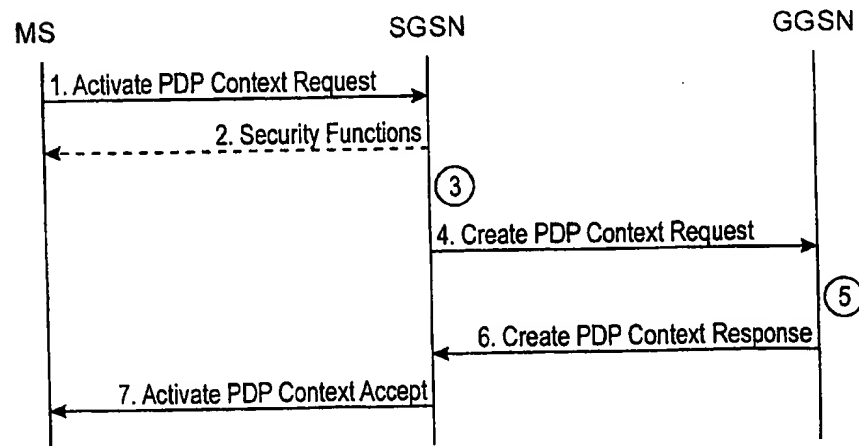 MS
SGSN
GGSN
1. Activate PDP Context Request
2. Security Functions
3
4. Create PDP Context Request
5
6. Create PDP Context Response
7. Activate PDP Context Accept